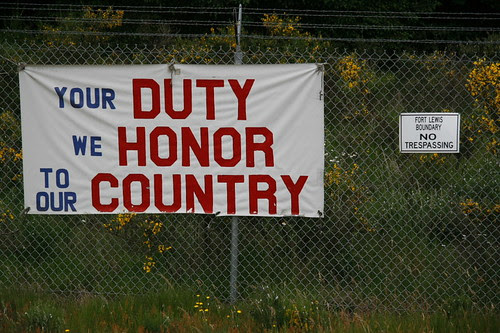 YOUR DUTY
WE HONOR
TO OUR COUNTRY
FORT LEWIS
BOUNDARY
NO
TRESPASSING